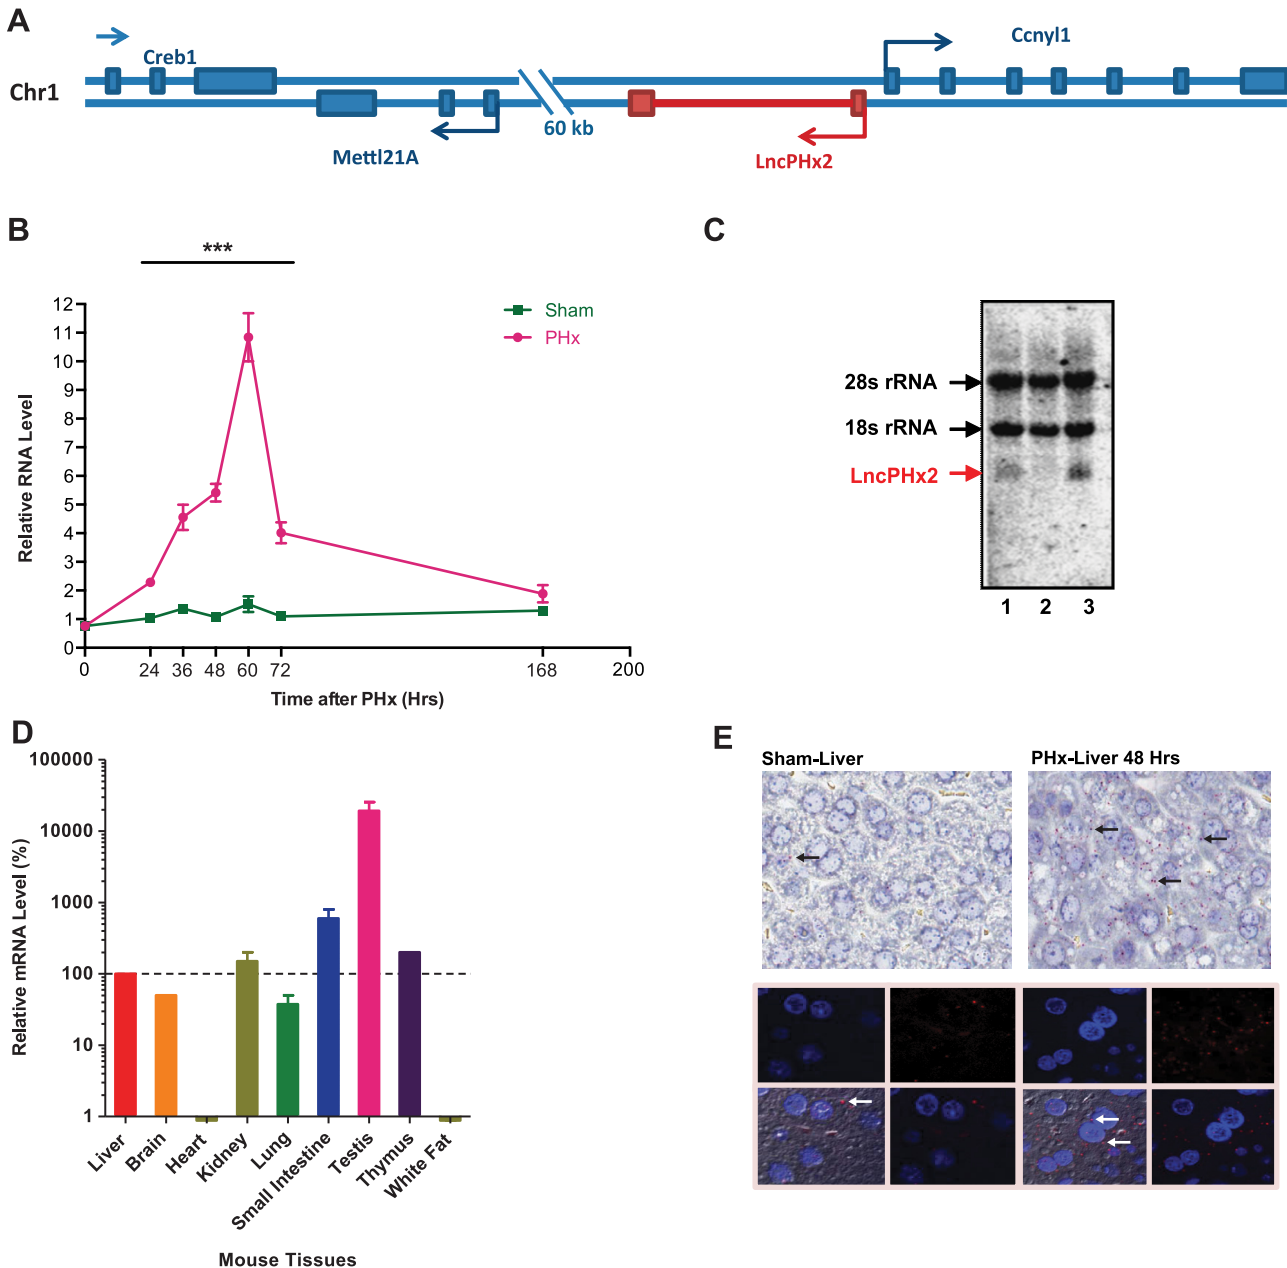 A
Creb1
Ccnyl1
Chr1
60 kb
Mettl21A
LncPHx2
B
***
Sham
PHx
12
11
10
9
8
7
6
5
4
3
2
1
0
Relative RNA Level
0 24 36 48 60 72 168 200
Time after PHx (Hrs)
C
28s rRNA
18s rRNA
LncPHx2
1 2 3
D
100000
10000
1000
100
10
1
Relative mRNA Level (%)
Liver Brain Heart Kidney Lung Small Intestine Testis Thymus White Fat
Mouse Tissues
E
Sham-Liver
PHx-Liver 48 Hrs